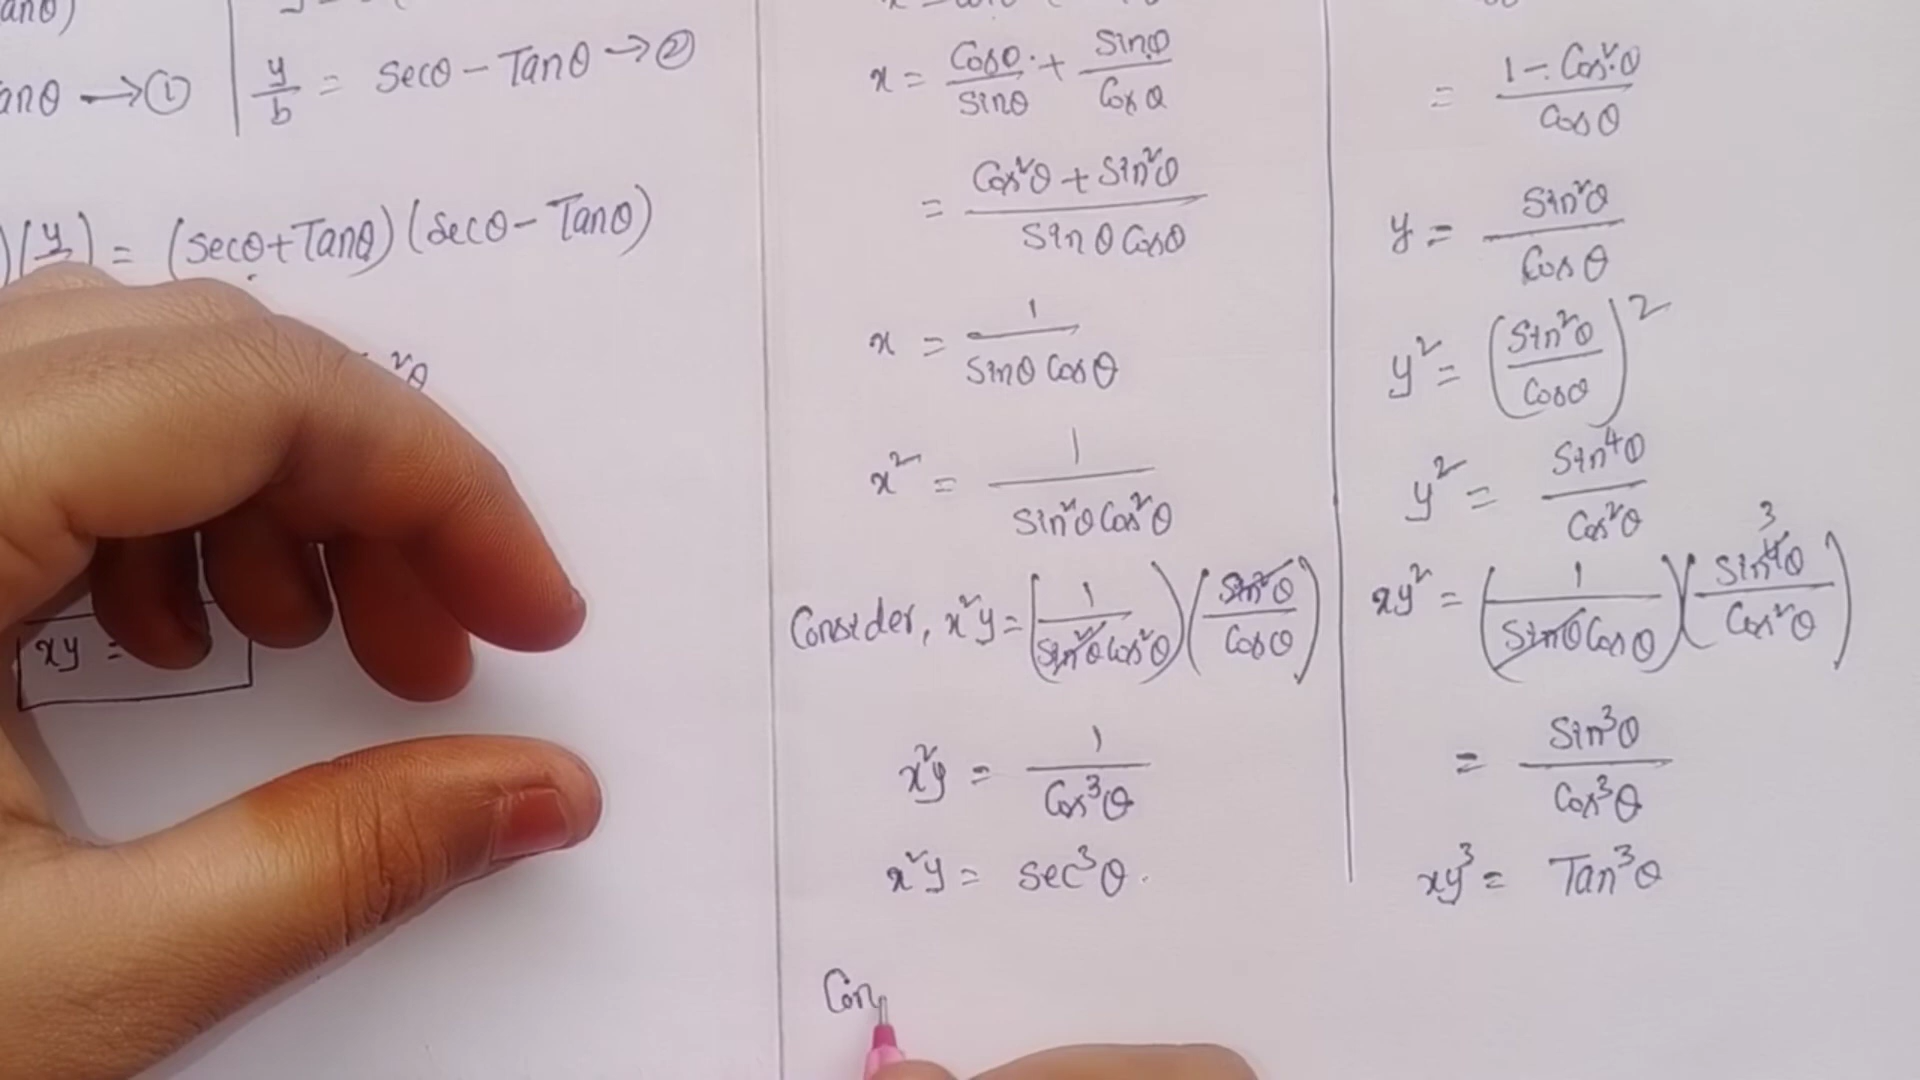 anθ)
anθ → ①
y/b = secθ - Tanθ → ②
(y/ ) = (secθ+Tanθ)(secθ - Tanθ)
²θ
xy =
x = Cosθ/Sinθ + Sinθ/Cosθ
= Cos²θ + Sin²θ / Sinθ Cosθ
x = 1 / Sinθ Cosθ
x² = 1 / Sin²θ Cos²θ
Consider, x²y = (1 / Sin²θ Cos²θ)(Sin²θ / Cosθ)
x²y = 1 / Cos³θ
x²y = sec³θ.
Con
= 1 - Cos²θ / Cosθ
y = Sin²θ / Cosθ
y² = (Sin²θ / Cosθ)²
y² = Sin⁴θ / Cos²θ
3
xy² = (1 / Sinθ Cosθ)(Sin⁴θ / Cos²θ)
= Sin³θ / Cos³θ
xy³ = Tan³θ